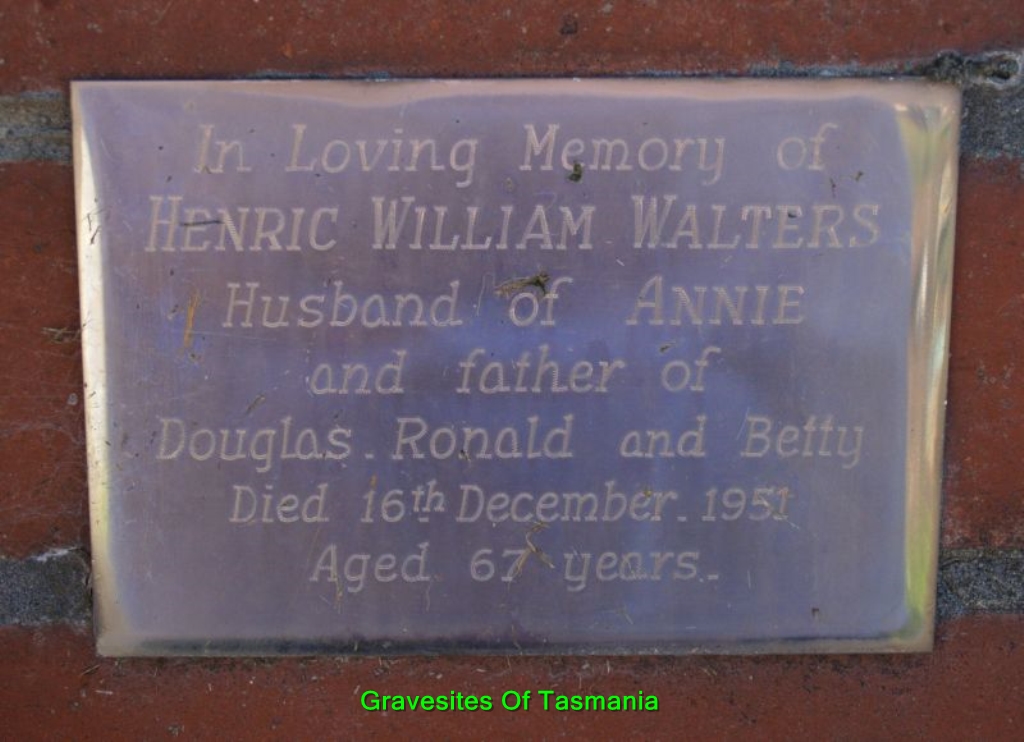 In Loving Memory of
HENRIC WILLIAM WALTERS
Husband of ANNIE
and father of
Douglas. Ronald and Betty
Died 16th December. 1951
Aged 67 years.
Gravesites Of Tasmania